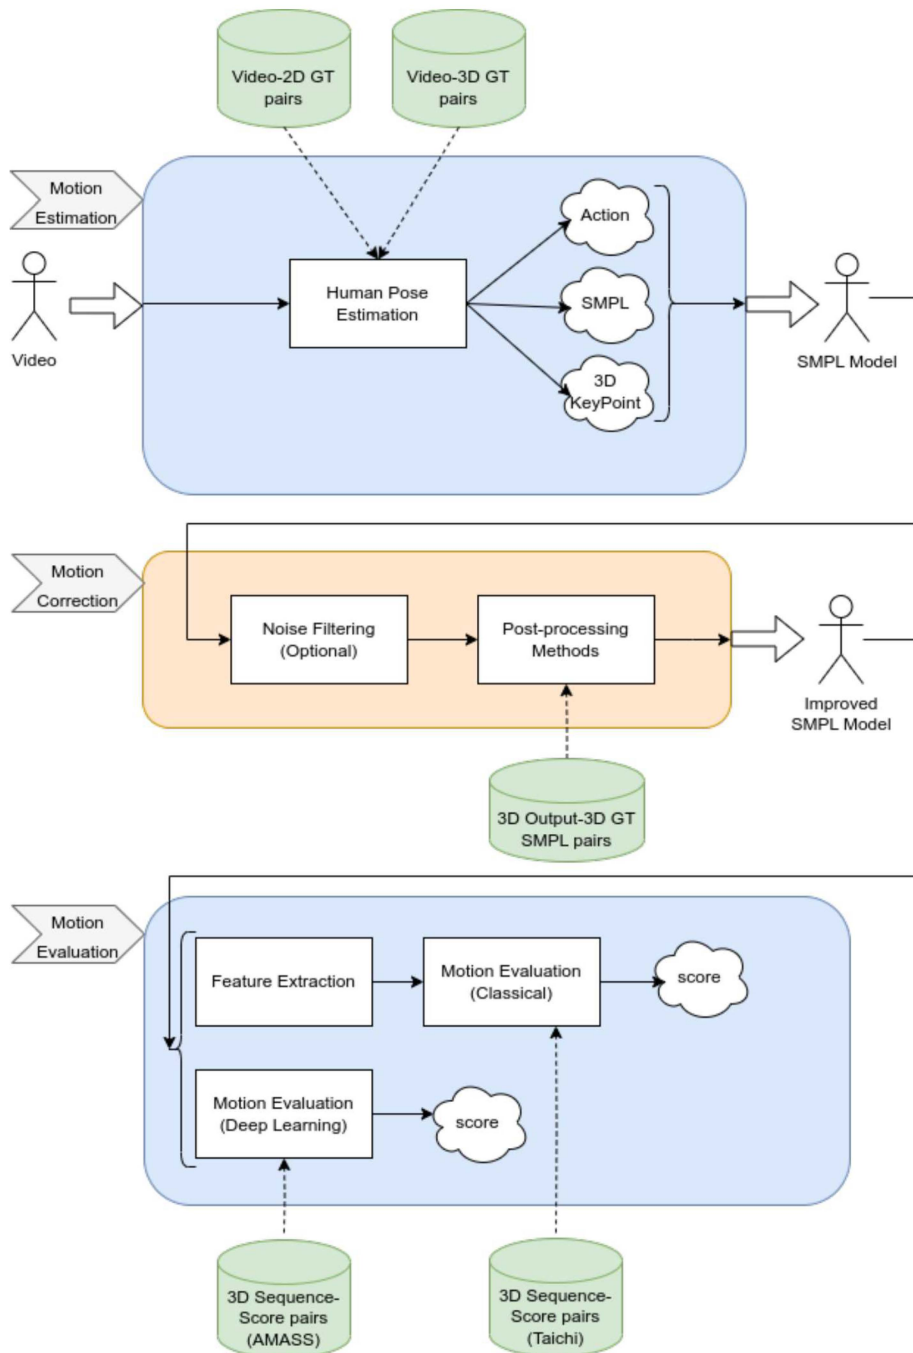 Video-2D GT
pairs
Video-3D GT
pairs
Motion
Estimation
Video
Human Pose
Estimation
Action
SMPL
3D
KeyPoint
SMPL Model
Motion
Correction
Noise Filtering
(Optional)
Post-processing
Methods
Improved
SMPL Model
3D Output-3D GT
SMPL pairs
Motion
Evaluation
Feature Extraction
Motion Evaluation
(Classical)
score
Motion Evaluation
(Deep Learning)
score
3D Sequence-
Score pairs
(AMASS)
3D Sequence-
Score pairs
(Taichi)